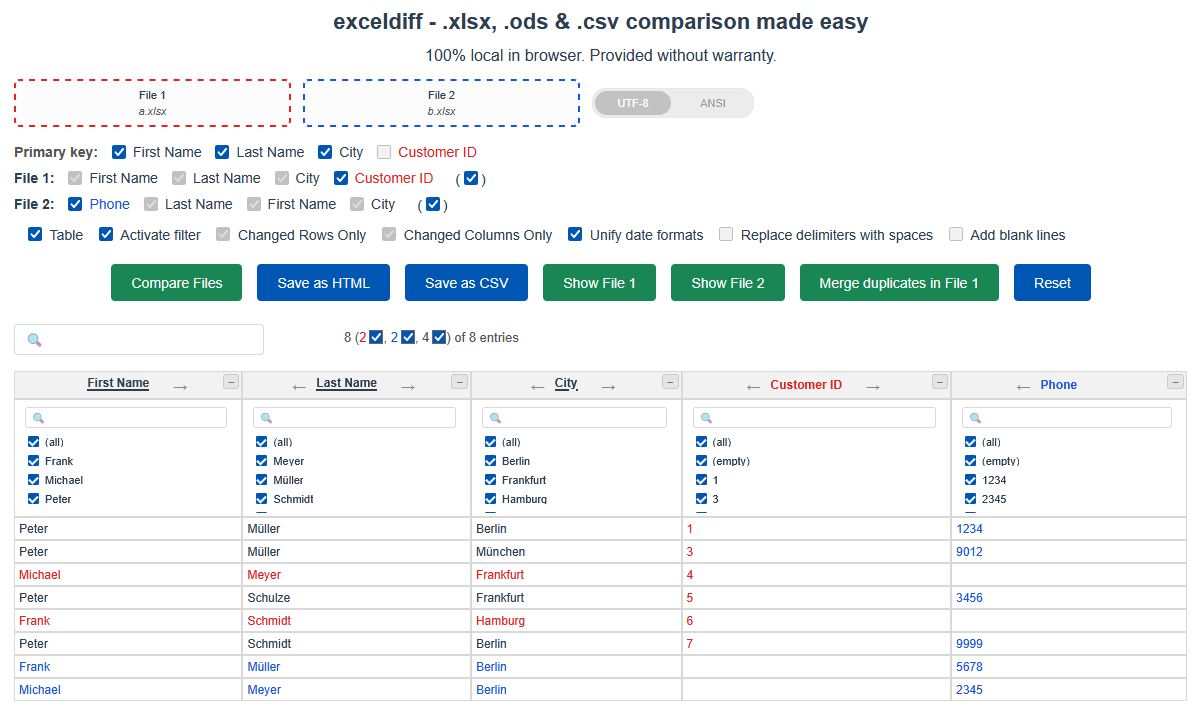 exceldiff - .xlsx, .ods & .csv comparison made easy
100% local in browser. Provided without warranty.
File 1
a.xlsx
File 2
b.xlsx
UTF-8 ANSI
Primary key: First Name Last Name City Customer ID
File 1: First Name Last Name City Customer ID ( )
File 2: Phone Last Name First Name City ( )
Table Activate filter Changed Rows Only Changed Columns Only Unify date formats Replace delimiters with spaces Add blank lines
Compare Files Save as HTML Save as CSV Show File 1 Show File 2 Merge duplicates in File 1 Reset
8 (2 , 2 , 4 ) of 8 entries
First Name → − ← Last Name → − ← City → − ← Customer ID → − ← Phone −
(all) (all) (all) (all) (all)
Frank Meyer Berlin (empty) (empty)
Michael Müller Frankfurt 1 1234
Peter Schmidt Hamburg 3 2345
Peter Müller Berlin 1 1234
Peter Müller München 3 9012
Michael Meyer Frankfurt 4
Peter Schulze Frankfurt 5 3456
Frank Schmidt Hamburg 6
Peter Schmidt Berlin 7 9999
Frank Müller Berlin 5678
Michael Meyer Berlin 2345